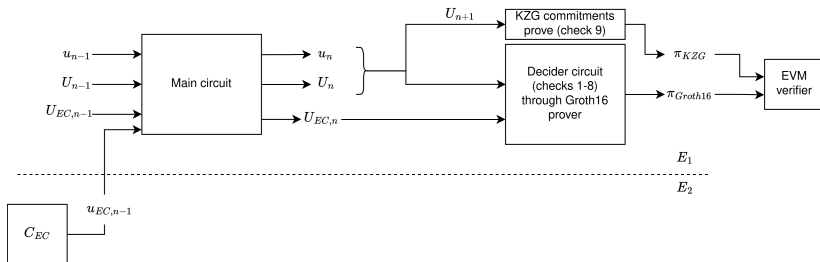 u_{n-1}
U_{n-1}
U_{EC,n-1}
Main circuit
u_n
U_n
U_{EC,n}
U_{n+1}
KZG commitments
prove (check 9)
Decider circuit
(checks 1-8)
through Groth16
prover
π_{KZG}
π_{Groth16}
EVM
verifier
E_1
E_2
u_{EC,n-1}
C_{EC}